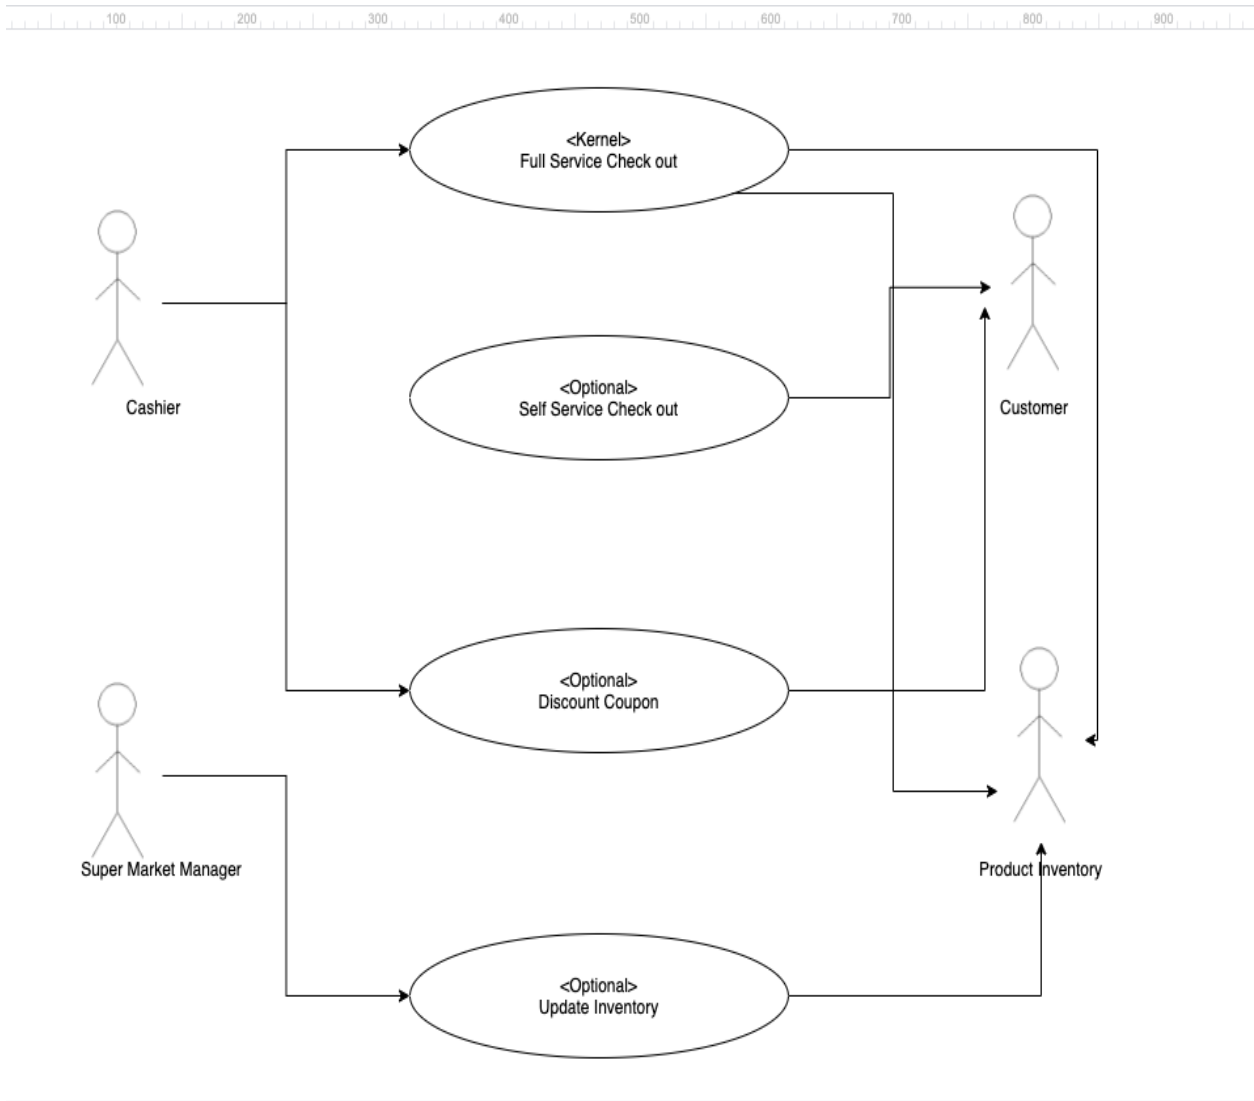 100 200 300 400 500 600 700 800 900
<Kernel>
Full Service Check out
<Optional>
Self Service Check out
Cashier
Customer
<Optional>
Discount Coupon
Super Market Manager
Product Inventory
<Optional>
Update Inventory